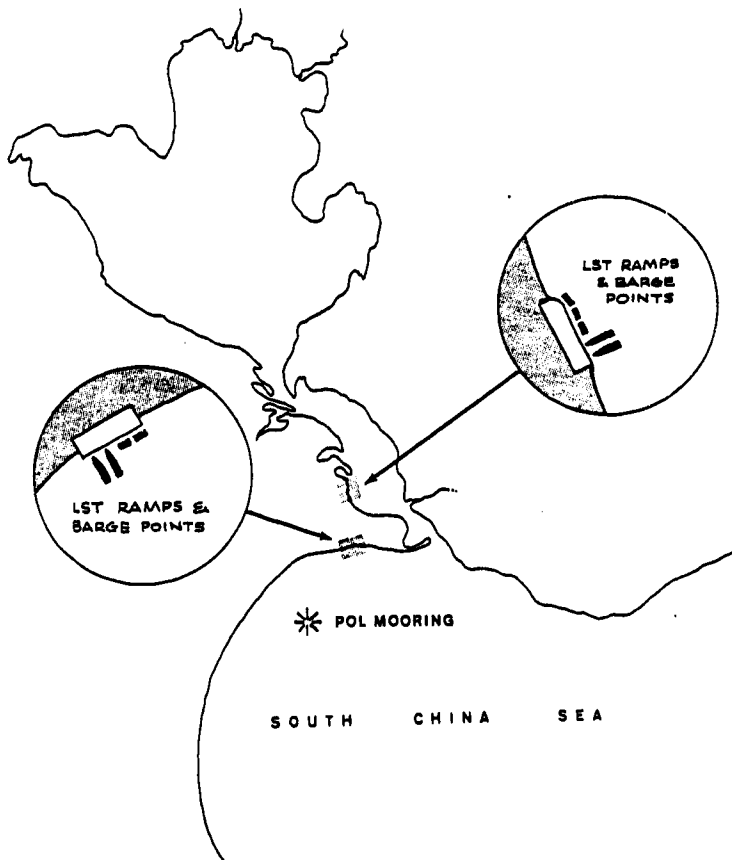 LST RAMPS
& BARGE
POINTS
LST RAMPS &
BARGE POINTS
POL MOORING
SOUTH CHINA SEA